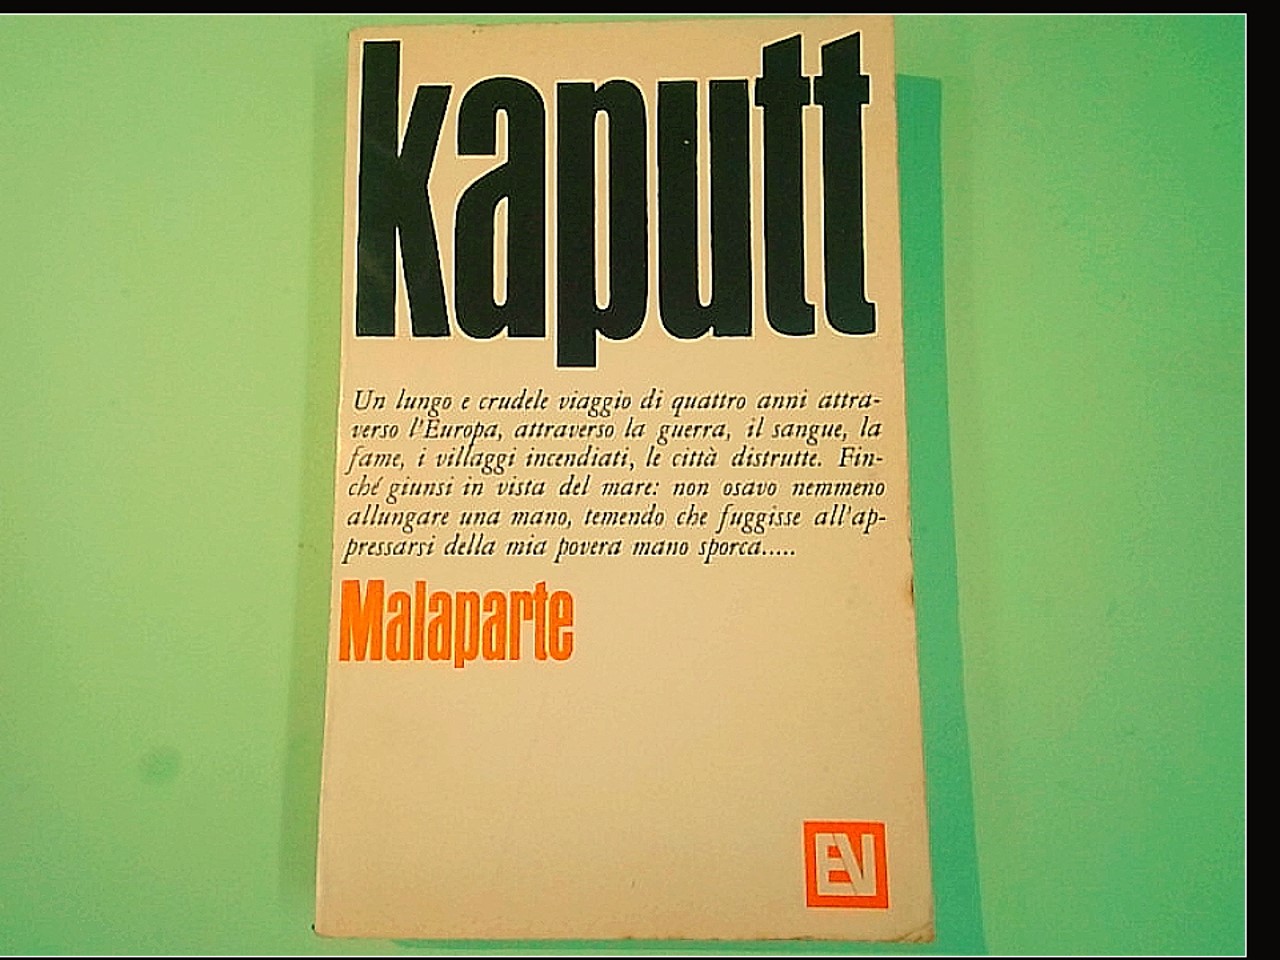 kaputt
Un lungo e crudele viaggio di quattro anni attra-
verso l'Europa, attraverso la guerra, il sangue, la
fame, i villaggi incendiati, le città distrutte. Fin-
ché giunsi in vista del mare: non osavo nemmeno
allungare una mano, temendo che fuggisse all'ap-
pressarsi della mia povera mano sporca.....
Malaparte
EV